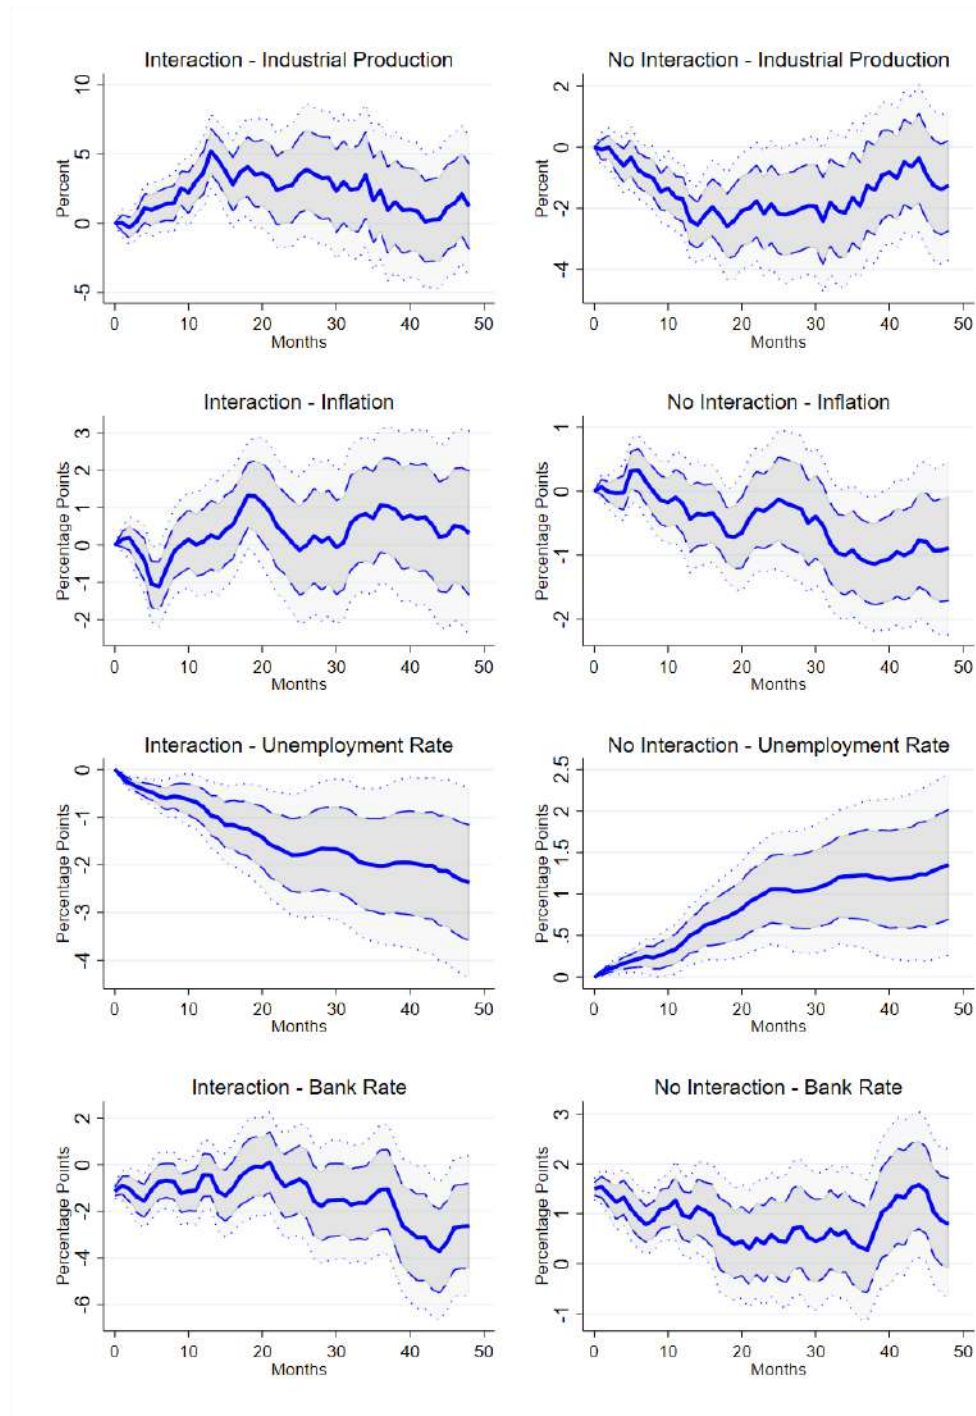 Interaction - Industrial Production
Percent
10
5
0
-5
0 10 20 30 40 50
Months
No Interaction - Industrial Production
Percent
2
0
-2
-4
0 10 20 30 40 50
Months
Interaction - Inflation
Percentage Points
3
2
1
0
-1
-2
0 10 20 30 40 50
Months
No Interaction - Inflation
Percentage Points
1
0
-1
-2
0 10 20 30 40 50
Months
Interaction - Unemployment Rate
Percentage Points
0
-1
-2
-3
-4
0 10 20 30 40 50
Months
No Interaction - Unemployment Rate
Percentage Points
2.5
2
1.5
1
.5
0
0 10 20 30 40 50
Months
Interaction - Bank Rate
Percentage Points
2
0
-2
-4
-6
0 10 20 30 40 50
Months
No Interaction - Bank Rate
Percentage Points
3
2
1
0
-1
0 10 20 30 40 50
Months